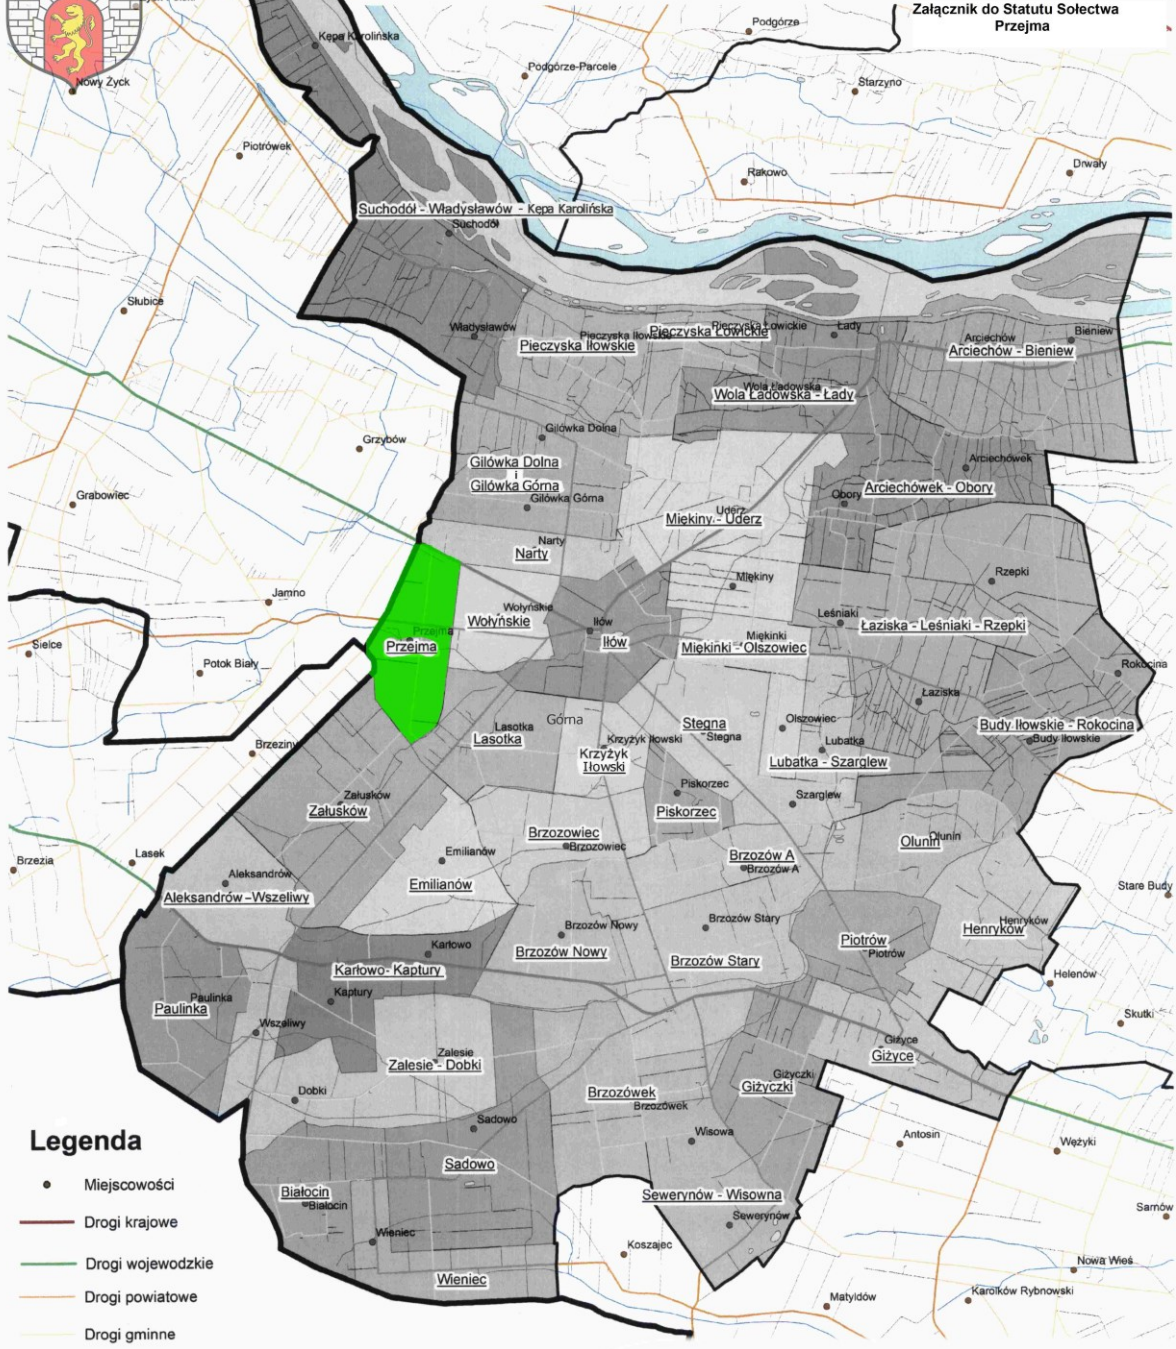 Załącznik do Statutu Sołectwa
Przejma
Podgórze
Kępa Karolińska
Podgórze-Parcele
Nowy Życk
Starzyno
Piotrówek
Drwały
Rakowo
Suchodół - Władysławów - Kępa Karolińska
Suchodół
Słubice
Władysławów
Pieczyska Iłowskie
Pieczyska Łowickie
Pieczyska Łowickie
Łady
Bieniew
Arciechów
Pieczyska Iłowskie
Arciechów - Bieniew
Wola Ładowska
Wola Ładowska - Łady
Gilówka Dolna
Grzybów
Gilówka Dolna
i
Gilówka Górna
Arciechówek
Arciechówek - Obory
Obory
Grabowiec
Gilówka Górna
Uderz
Miękiny - Uderz
Narty
Narty
Rzepki
Miękiny
Jamno
Wołyńskie
Wołyńskie
Iłów
Iłów
Leśniaki
Łaziska - Leśniaki - Rzepki
Przejma
Przejma
Miękinki
Miękinki - Olszowiec
Sielce
Potok Biały
Rokocina
Łaziska
Górna
Lasotka
Lasotka
Stegna
Stegna
Olszowiec
Budy Iłowskie - Rokocina
Budy Iłowskie
Brzeziny
Krzyżyk Iłowski
Krzyżyk
Iłowski
Lubatka
Lubatka - Szarglew
Załusków
Załusków
Piskorzec
Piskorzec
Szarglew
Brzozowiec
Brzozowiec
Olunin
Olunin
Brzezia
Lasek
Emilianów
Emilianów
Brzozów A
Brzozów A
Aleksandrów
Aleksandrów - Wszeliwy
Stare Budy
Brzozów Nowy
Brzozów Nowy
Brzozów Stary
Brzozów Stary
Henryków
Henryków
Piotrów
Piotrów
Karłowo
Karłowo - Kaptury
Helenów
Paulinka
Paulinka
Kaptury
Skutki
Wszeliwy
Giżyce
Giżyce
Zalesie
Zalesie - Dobki
Giżyczki
Giżyczki
Dobki
Brzozówek
Brzozówek
Sadowo
Wisowa
Antosin
Wężyki
Legenda
Sadowo
Miejscowości
Białocin
Białocin
Sewerynów - Wisowna
Sewerynów
Sarnów
Drogi krajowe
Wieniec
Koszajec
Drogi wojewodzkie
Nowa Wieś
Wieniec
Drogi powiatowe
Matyldów
Karolków Rybnowski
Drogi gminne